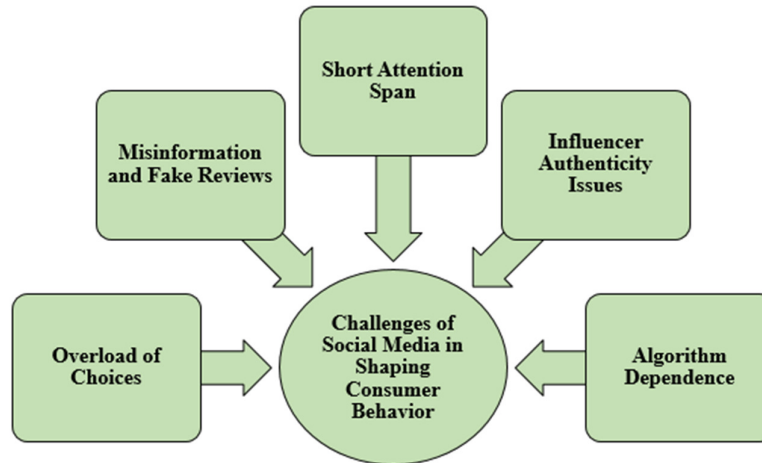 Short Attention
Span
Misinformation
and Fake Reviews
Influencer
Authenticity
Issues
Overload of
Choices
Challenges of
Social Media in
Shaping
Consumer
Behavior
Algorithm
Dependence